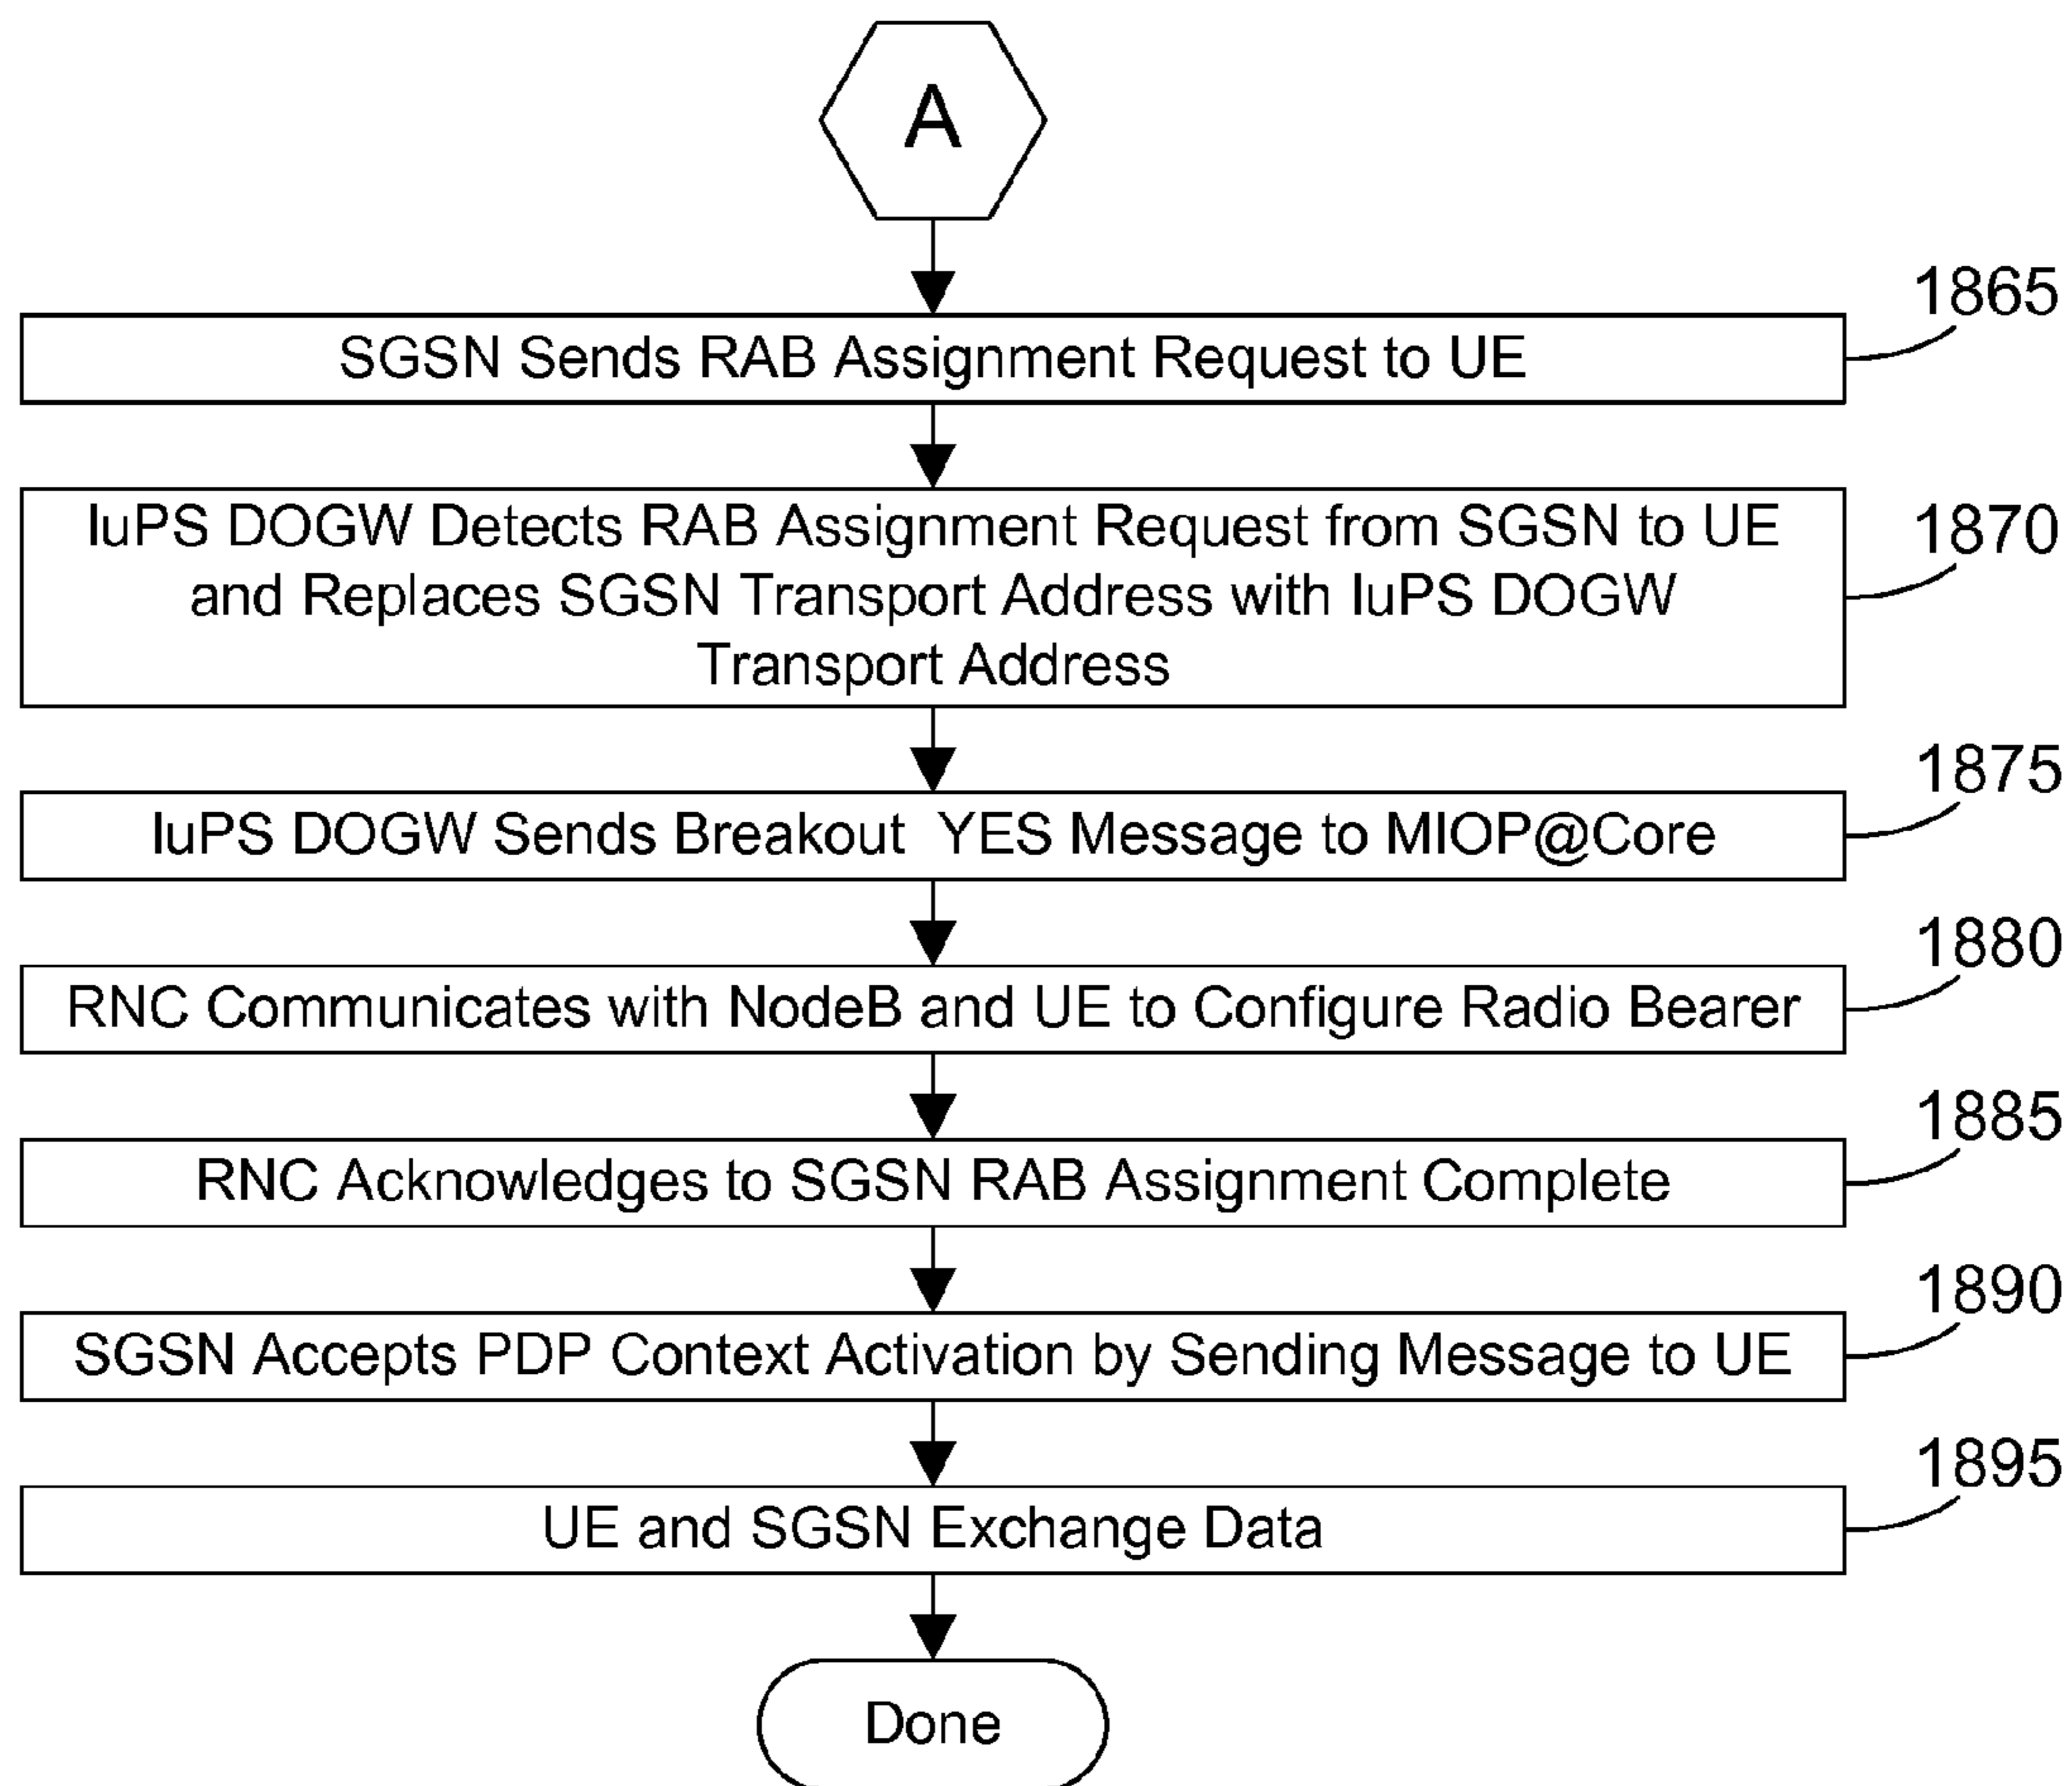 A
1865
SGSN Sends RAB Assignment Request to UE
1870
IuPS DOGW Detects RAB Assignment Request from SGSN to UE
and Replaces SGSN Transport Address with IuPS DOGW
Transport Address
1875
IuPS DOGW Sends Breakout YES Message to MIOP@Core
1880
RNC Communicates with NodeB and UE to Configure Radio Bearer
1885
RNC Acknowledges to SGSN RAB Assignment Complete
1890
SGSN Accepts PDP Context Activation by Sending Message to UE
1895
UE and SGSN Exchange Data
Done